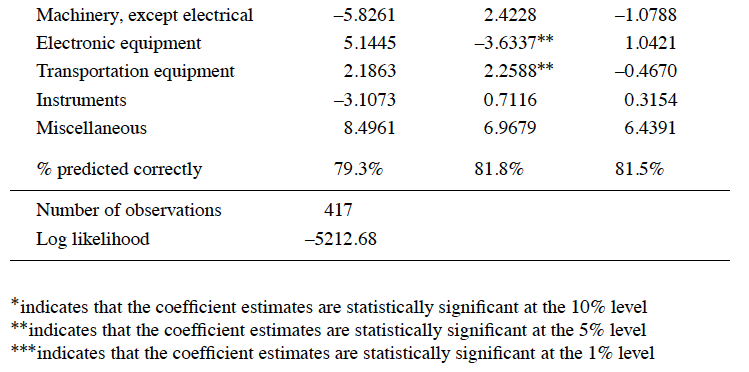 Machinery, except electrical –5.8261 2.4228 –1.0788
Electronic equipment 5.1445 –3.6337** 1.0421
Transportation equipment 2.1863 2.2588** –0.4670
Instruments –3.1073 0.7116 0.3154
Miscellaneous 8.4961 6.9679 6.4391
% predicted correctly 79.3% 81.8% 81.5%
Number of observations 417
Log likelihood –5212.68
*indicates that the coefficient estimates are statistically significant at the 10% level
**indicates that the coefficient estimates are statistically significant at the 5% level
***indicates that the coefficient estimates are statistically significant at the 1% level